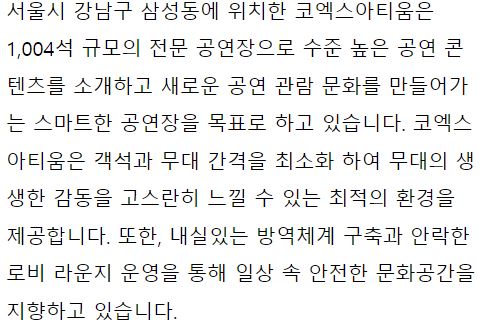 서울시 강남구 삼성동에 위치한 코엑스아티움은
1,004석 규모의 전문 공연장으로 수준 높은 공연 콘
텐츠를 소개하고 새로운 공연 관람 문화를 만들어가
는 스마트한 공연장을 목표로 하고 있습니다. 코엑스
아티움은 객석과 무대 간격을 최소화 하여 무대의 생
생한 감동을 고스란히 느낄 수 있는 최적의 환경을
제공합니다. 또한, 내실있는 방역체계 구축과 안락한
로비 라운지 운영을 통해 일상 속 안전한 문화공간을
지향하고 있습니다.